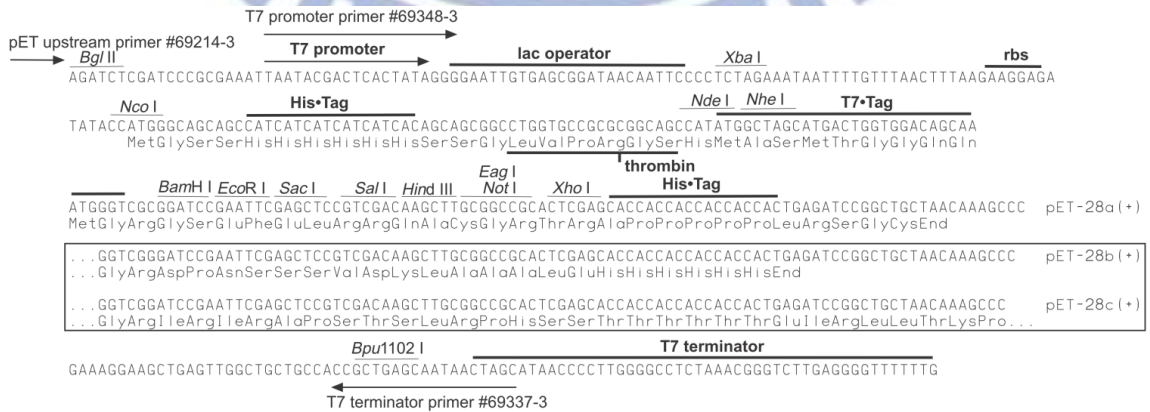 T7 promoter primer #69348-3
pET upstream primer #69214-3
Bgl II
T7 promoter
lac operator
Xba I
rbs
AGATCTCGATCCCGCGAAATTAATACGACTCACTATAGGGGAATTGTGAGCGGATAACAATTCCCCTCTAGAAATAATTTTGTTTAACTTTAAGAAGGAGA
Nco I
His•Tag
Nde I
Nhe I
T7•Tag
TATACCATGGGCAGCAGCCATCATCATCATCATCACAGCAGCGGCCTGGTGCCGCGCGGCAGCCATATGGCTAGCATGACTGGTGGACAGCAA
MetGlySerSerHisHisHisHisHisHisSerSerGlyLeuValProArgGlySerHisMetAlaSerMetThrGlyGlyGlnGln
thrombin
BamH I
EcoR I
Sac I
Sal I
Hind III
Eag I
Not I
Xho I
His•Tag
ATGGGTCGCGGATCCGAATTCGAGCTCCGTCGACAAGCTTGCGGCCGCACTCGAGCACCACCACCACCACCACTGAGATCCGGCTGCTAACAAAGCCC pET-28a(+)
MetGlyArgGlySerGluPheGluLeuArgArgGlnAlaCysGlyArgThrArgAlaProProProProProProLeuArgSerGlyCysEnd
...GGTCGGGATCCGAATTCGAGCTCCGTCGACAAGCTTGCGGCCGCACTCGAGCACCACCACCACCACCACTGAGATCCGGCTGCTAACAAAGCCC pET-28b(+)
...GlyArgAspProAsnSerSerSerValAspLysLeuAlaAlaAlaLeuGluHisHisHisHisHisHisEnd
...GGTCGGATCCGAATTCGAGCTCCGTCGACAAGCTTGCGGCCGCACTCGAGCACCACCACCACCACCACTGAGATCCGGCTGCTAACAAAGCCC pET-28c(+)
...GlyArgIleArgIleArgAlaProSerThrSerLeuArgProHisSerSerThrThrThrThrThrThrGluIleArgLeuLeuThrLysPro...
Bpu1102 I
T7 terminator
GAAAGGAAGCTGAGTTGGCTGCTGCCACCGCTGAGCAATAACTAGCATAACCCCTTGGGGCCTCTAAACGGGTCTTGAGGGGTTTTTTG
T7 terminator primer #69337-3